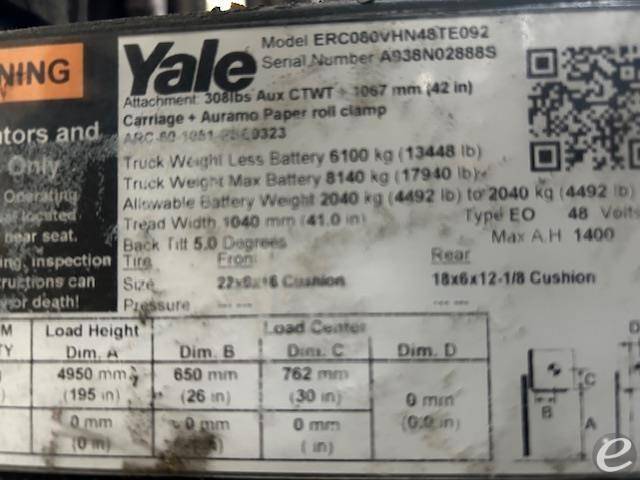 NING
Yale
Model ERC080VHN48TE092
Serial Number A938N02888S
Attachment: 308lbs Aux CTWT + 1067 mm (42 in)
Carriage + Auramo Paper roll clamp
Truck Weight Less Battery 6100 kg (13448 lb)
Truck Weight Max Battery 8140 kg (17940 lb)
Allowable Battery Weight 2040 kg (4492 lb) to 2040 kg (4492 lb)
Tread Width 1040 mm (41.0 in) Type EO 48 Volts
Back Tilt 5.0 Degrees Max A.H 1400
Tire Front Rear
Size Cushion 18x6x12-1/8 Cushion
Pressure --- --- --- ---
ators and
Only
Operating
located
near seat.
ing, inspection
tructions can
or death!
M Load Height Load Center
TY Dim. A Dim. B Dim. C Dim. D
4950 mm 650 mm 762 mm 0 mm
(195 in) (26 in) (30 in) (0.0 in)
0 mm 0 mm 0 mm
(0 in) ( in)
D
C
B
A
e